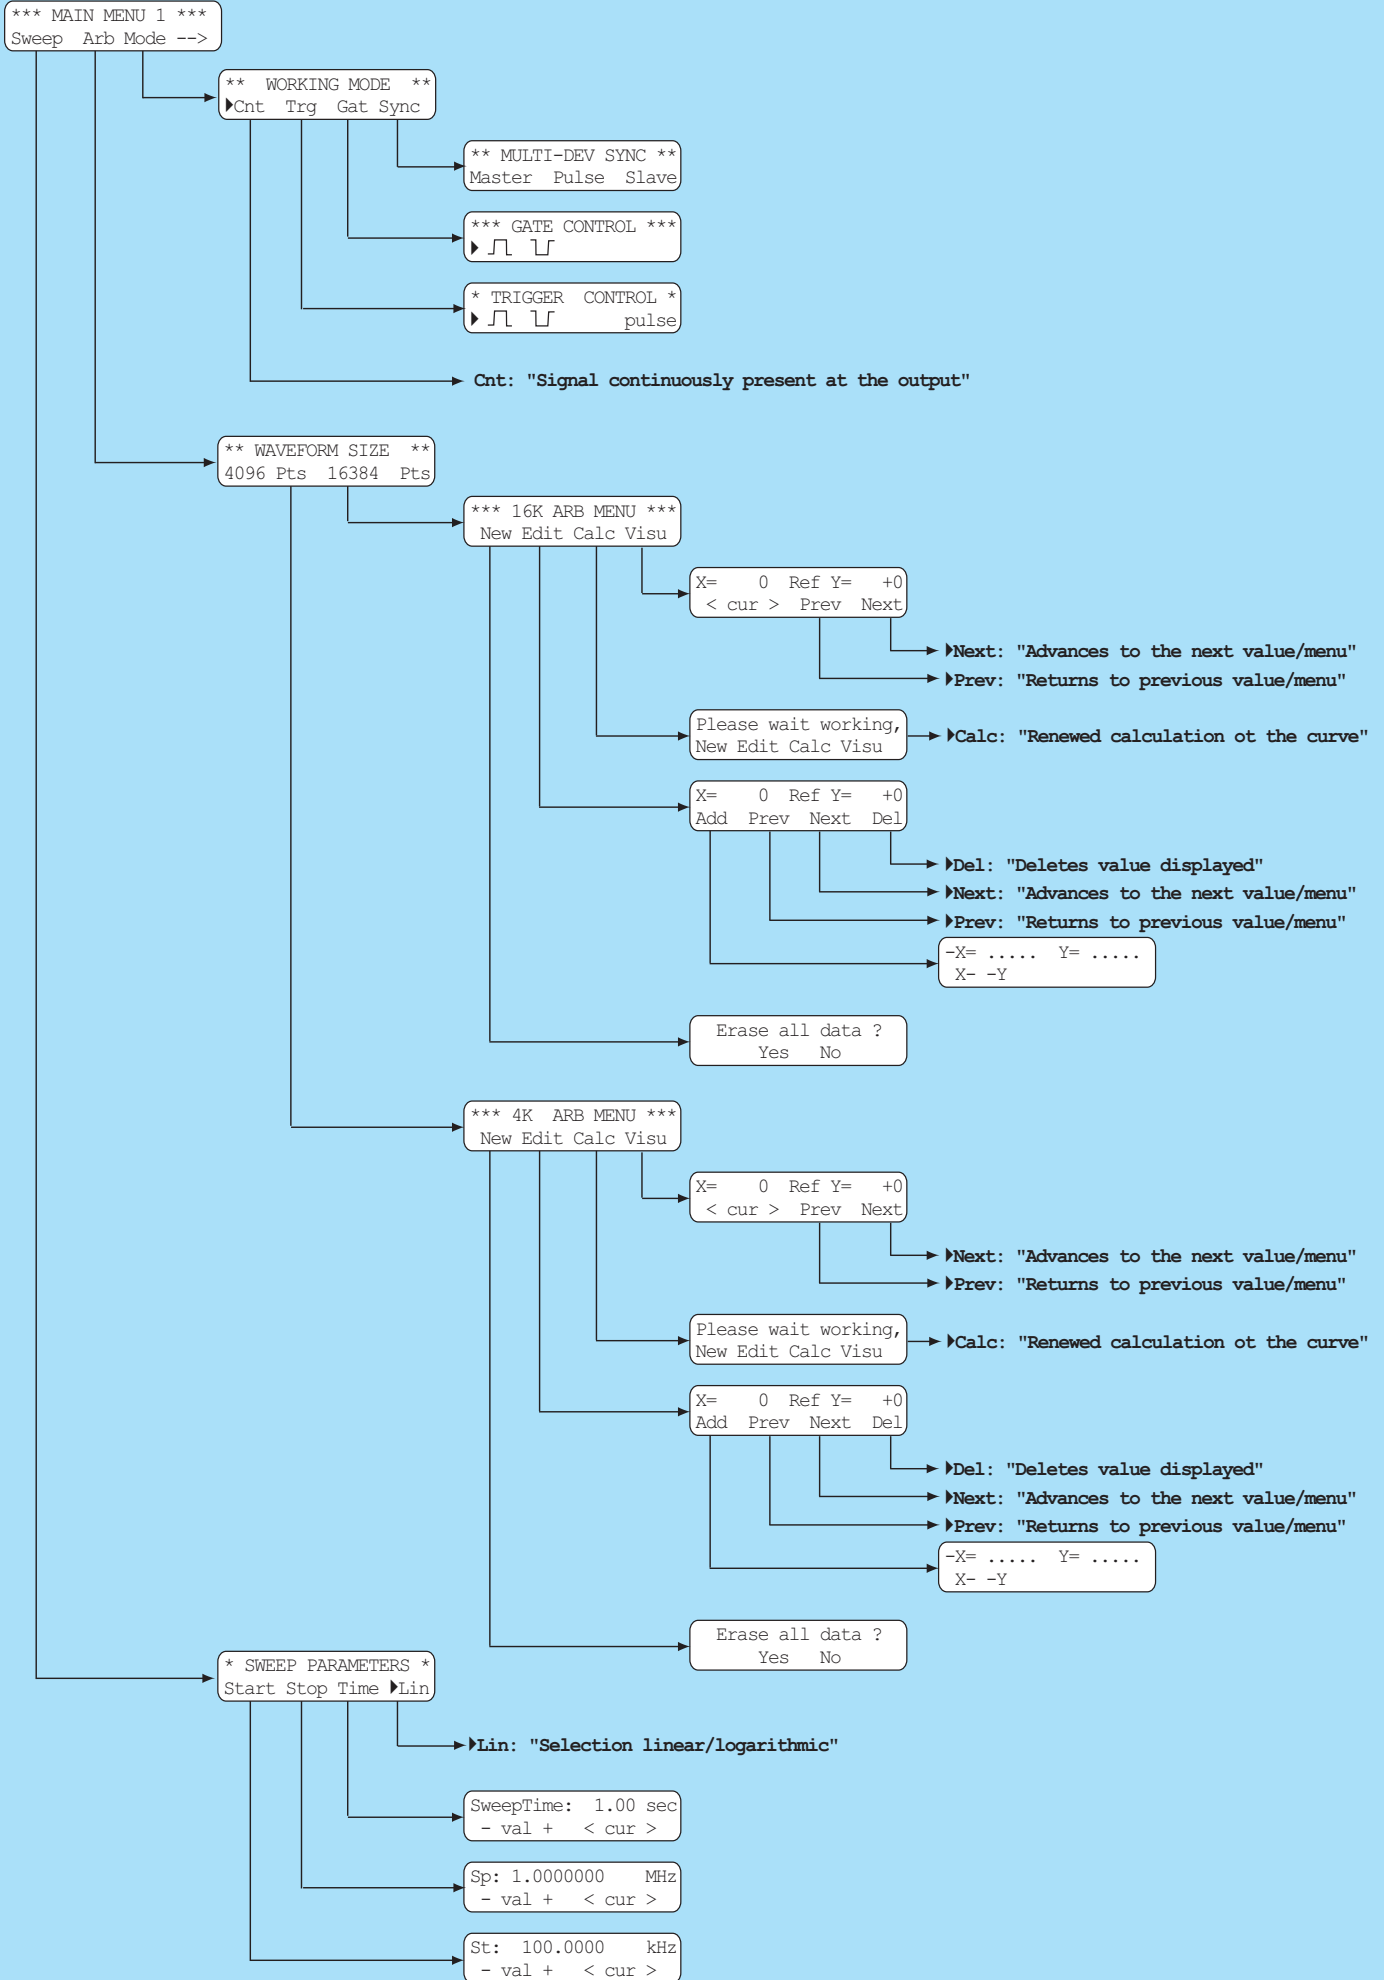 *** MAIN MENU 1 ***
Sweep Arb Mode -->
** WORKING MODE **
▶Cnt Trg Gat Sync
** MULTI-DEV SYNC **
Master Pulse Slave
*** GATE CONTROL ***
* TRIGGER CONTROL *
pulse
Cnt: "Signal continuously present at the output"
** WAVEFORM SIZE **
4096 Pts 16384 Pts
*** 16K ARB MENU ***
New Edit Calc Visu
X= 0 Ref Y= +0
< cur > Prev Next
▶Next: "Advances to the next value/menu"
▶Prev: "Returns to previous value/menu"
Please wait working,
New Edit Calc Visu
▶Calc: "Renewed calculation ot the curve"
X= 0 Ref Y= +0
Add Prev Next Del
▶Del: "Deletes value displayed"
▶Next: "Advances to the next value/menu"
▶Prev: "Returns to previous value/menu"
-X= ..... Y= .....
X- -Y
Erase all data ?
Yes No
*** 4K ARB MENU ***
New Edit Calc Visu
X= 0 Ref Y= +0
< cur > Prev Next
▶Next: "Advances to the next value/menu"
▶Prev: "Returns to previous value/menu"
Please wait working,
New Edit Calc Visu
▶Calc: "Renewed calculation ot the curve"
X= 0 Ref Y= +0
Add Prev Next Del
▶Del: "Deletes value displayed"
▶Next: "Advances to the next value/menu"
▶Prev: "Returns to previous value/menu"
-X= ..... Y= .....
X- -Y
Erase all data ?
Yes No
* SWEEP PARAMETERS *
Start Stop Time ▶Lin
▶Lin: "Selection linear/logarithmic"
SweepTime: 1.00 sec
- val + < cur >
Sp: 1.0000000 MHz
- val + < cur >
St: 100.0000 kHz
- val + < cur >